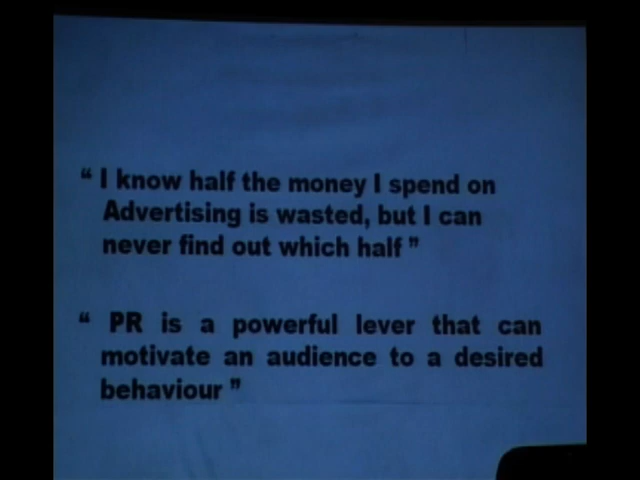 “ I know half the money I spend on
Advertising is wasted, but I can
never find out which half ”
“ PR is a powerful lever that can
motivate an audience to a desired
behaviour ”